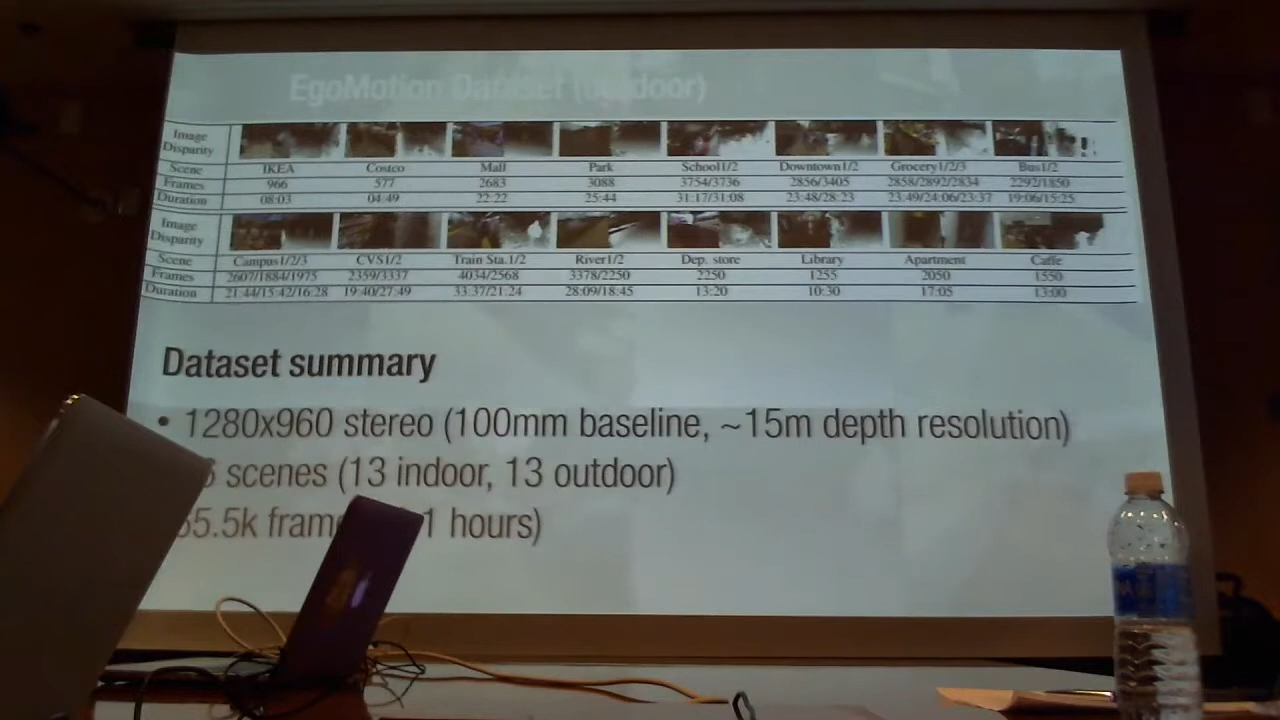 EgoMotion Dataset (outdoor)
Image
Disparity
Scene IKEA Costco Mall Park School1/2 Downtown1/2 Grocery1/2/3 Bus1/2
Frames 966 577 2683 3088 3754/3736 2856/3405 2858/2892/2834 2292/1850
Duration 08:03 04:49 22:22 25:44 31:17/31:08 23:48/28:23 23:49/24:06/23:37 19:06/15:25
Image
Disparity
Scene Campus1/2/3 CVS1/2 Train Sta.1/2 River1/2 Dep. store Library Apartment Caffe
Frames 2607/1884/1975 2359/3337 4034/2568 3378/2250 2250 1255 2050 1550
Duration 21:44/15:42/16:28 19:40/27:49 33:37/21:24 28:09/18:45 13:20 10:30 17:05 13:00
Dataset summary
• 1280x960 stereo (100mm baseline, ~15m depth resolution)
scenes (13 indoor, 13 outdoor)
hours)